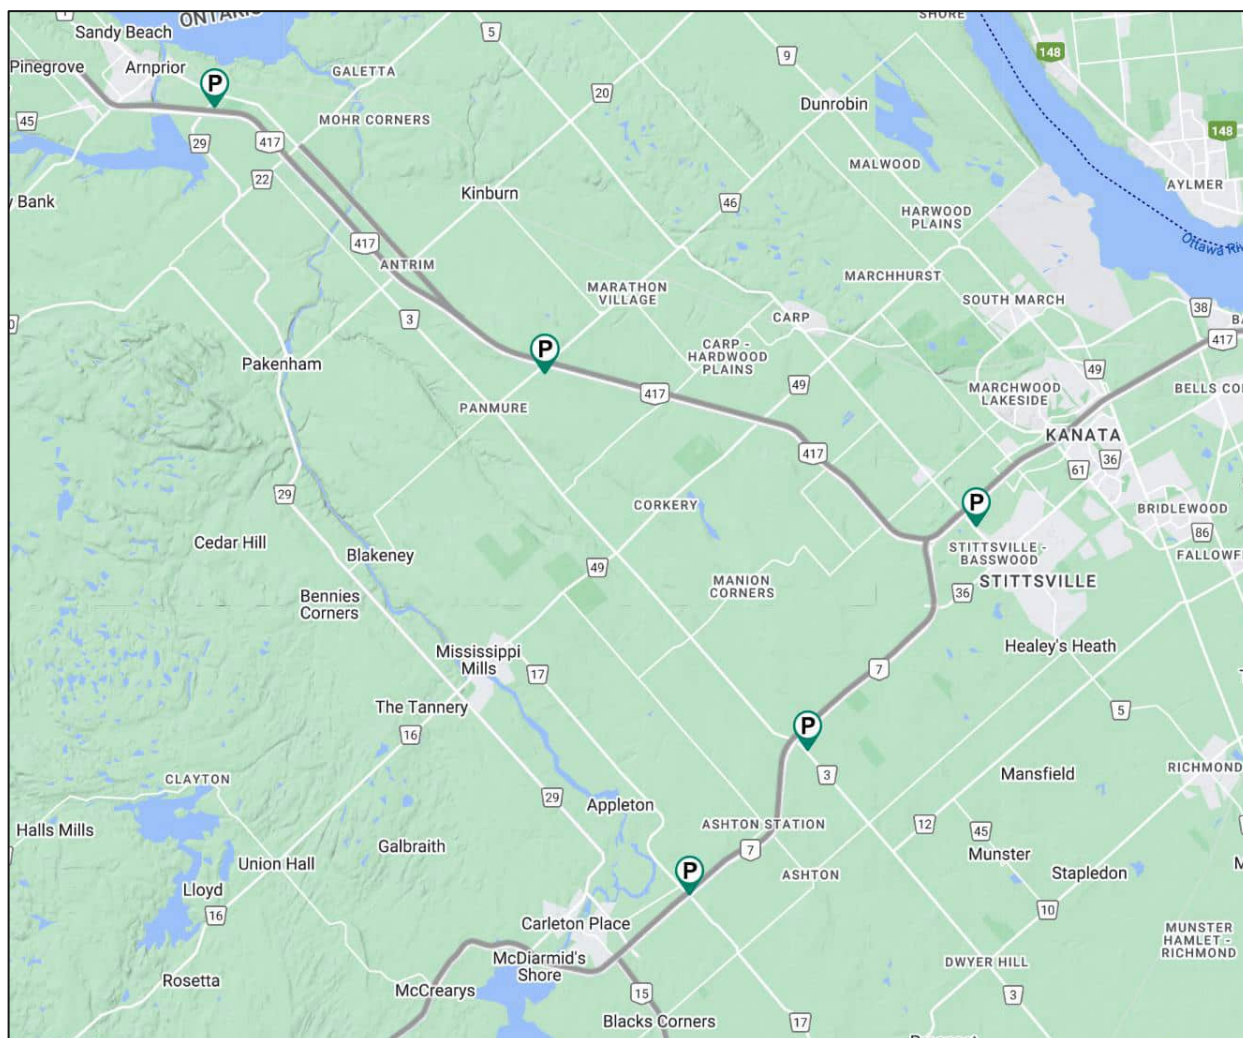 ONTARIO
SHORE
Sandy Beach
5
9
148
Pinegrove
Arnprior
P
GALETTA
20
Dunrobin
45
29
417
MOHR CORNERS
148
MALWOOD
22
Kinburn
46
AYLMER
Bank
HARWOOD
PLAINS
417
ANTRIM
Ottawa
MARATHON
VILLAGE
MARCHHURST
SOUTH MARCH
38
3
CARP
417
P
CARP -
HARDWOOD
PLAINS
Pakenham
417
49
49
MARCHWOOD
LAKESIDE
BELLS
PANMURE
KANATA
417
61
36
29
CORKERY
P
BRIDLEWOOD
Cedar Hill
Blakeney
86
STITTSVILLE -
BASSWOOD
49
MANION
CORNERS
STITTSVILLE
Bennies
Corners
36
Mississippi
Mills
Healey's Heath
17
7
The Tannery
16
5
P
CLAYTON
3
Mansfield
RICHMOND
29
Appleton
Halls Mills
ASHTON STATION
12
45
Galbraith
7
Munster
Union Hall
P
ASHTON
Stapledon
Lloyd
16
Carleton Place
10
MUNSTER
HAMLET -
RICHMOND
McDiarmid's
Shore
DWYER HILL
Rosetta
McCrearys
15
3
Blacks Corners
17